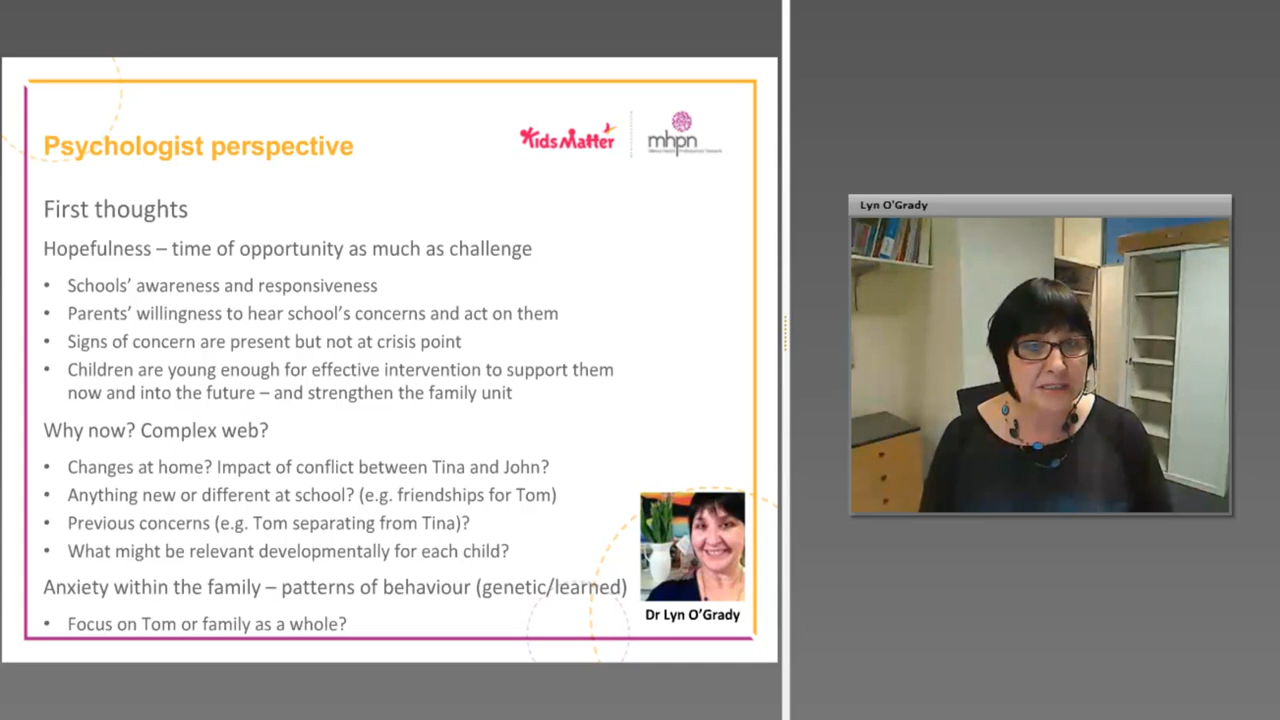 Psychologist perspective
KidsMatter
mhpn
First thoughts
Hopefulness – time of opportunity as much as challenge
• Schools' awareness and responsiveness
• Parents' willingness to hear school's concerns and act on them
• Signs of concern are present but not at crisis point
• Children are young enough for effective intervention to support them
now and into the future – and strengthen the family unit
Why now? Complex web?
• Changes at home? Impact of conflict between Tina and John?
• Anything new or different at school? (e.g. friendships for Tom)
• Previous concerns (e.g. Tom separating from Tina)?
• What might be relevant developmentally for each child?
Anxiety within the family – patterns of behaviour (genetic/learned)
• Focus on Tom or family as a whole?
Dr Lyn O'Grady
Lyn O'Grady